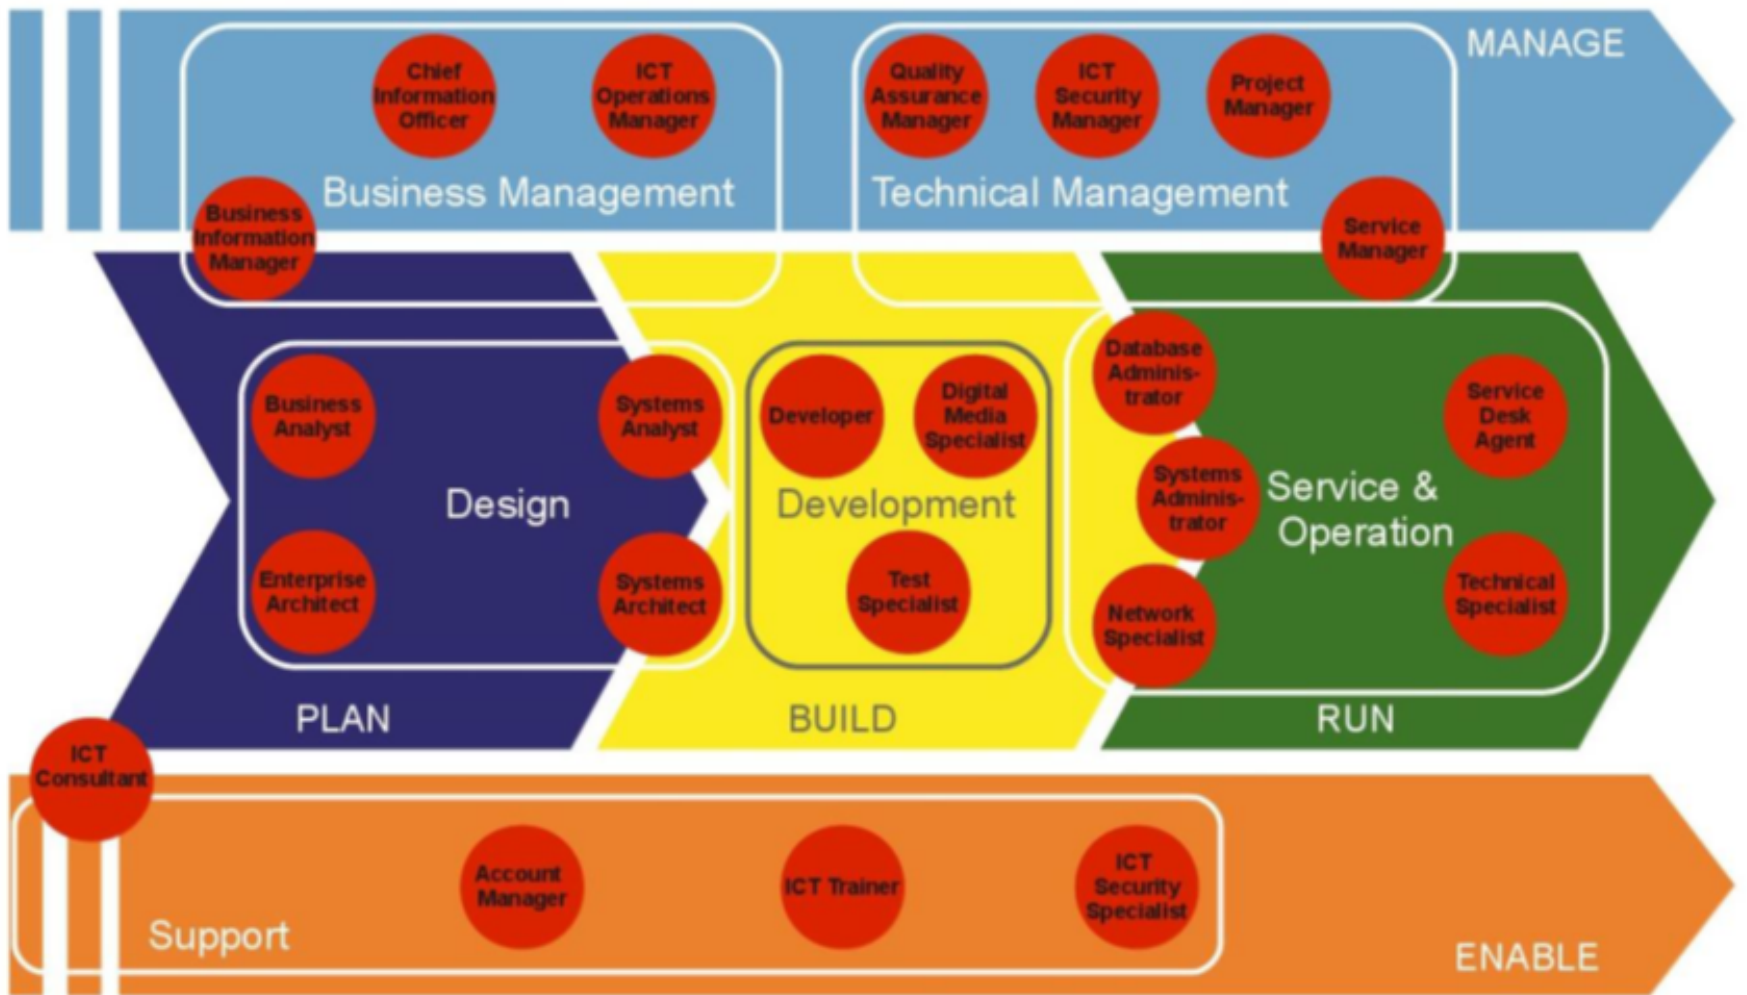 MANAGE
Chief
Information
Officer
ICT
Operations
Manager
Quality
Assurance
Manager
ICT
Security
Manager
Project
Manager
Business Management
Technical Management
Business
Information
Manager
Service
Manager
Business
Analyst
Systems
Analyst
Design
Enterprise
Architect
Systems
Architect
PLAN
Developer
Digital
Media
Specialist
Development
Test
Specialist
BUILD
Database
Adminis-
trator
Systems
Adminis-
trator
Network
Specialist
Service &
Operation
Service
Desk
Agent
Technical
Specialist
RUN
ICT
Consultant
Account
Manager
ICT Trainer
ICT
Security
Specialist
Support
ENABLE